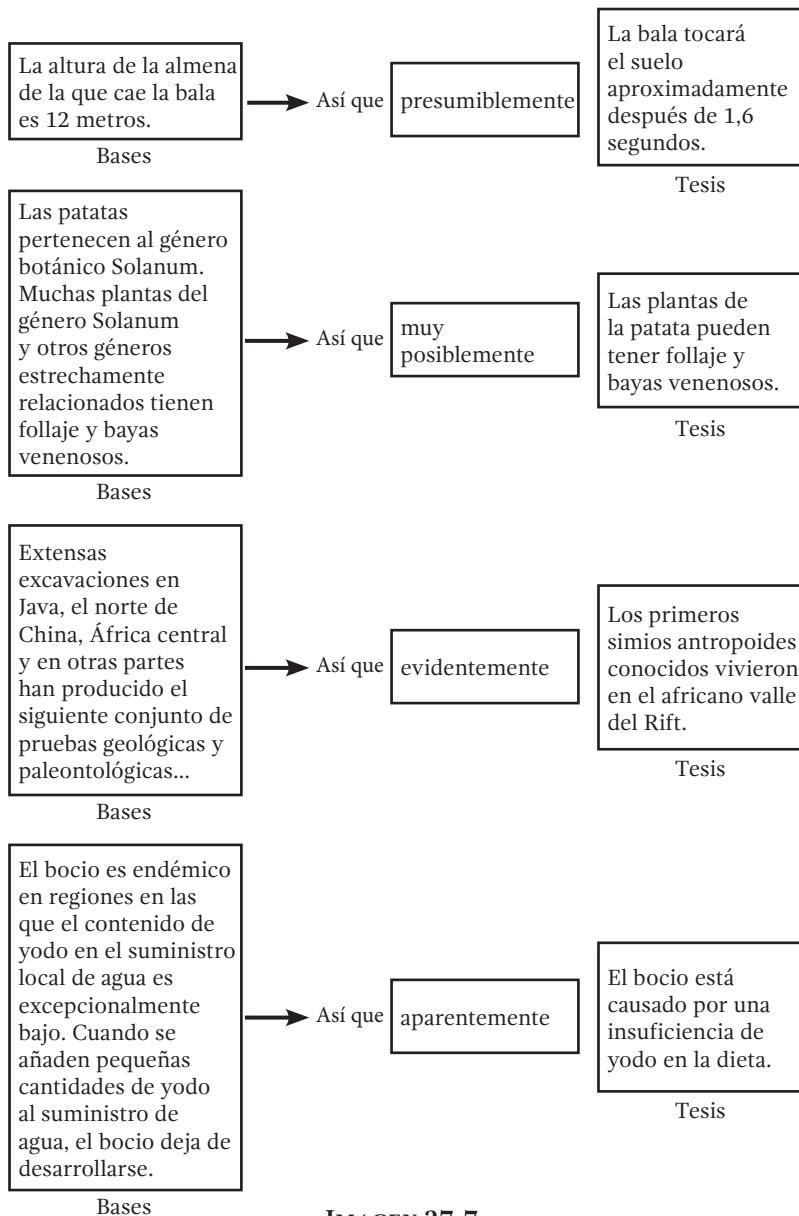 La altura de la almena
de la que cae la bala
es 12 metros.
Bases
Así que
presumiblemente
La bala tocará
el suelo
aproximadamente
después de 1,6
segundos.
Tesis
Las patatas
pertenecen al género
botánico Solanum.
Muchas plantas del
género Solanum
y otros géneros
estrechamente
relacionados tienen
follaje y bayas
venenosos.
Bases
Así que
muy
posiblemente
Las plantas de
la patata pueden
tener follaje y
bayas venenosos.
Tesis
Extensas
excavaciones en
Java, el norte de
China, África central
y en otras partes
han producido el
siguiente conjunto de
pruebas geológicas y
paleontológicas...
Bases
Así que
evidentemente
Los primeros
simios antropoides
conocidos vivieron
en el africano valle
del Rift.
Tesis
El bocio es endémico
en regiones en las
que el contenido de
yodo en el suministro
local de agua es
excepcionalmente
bajo. Cuando se
añaden pequeñas
cantidades de yodo
al suministro de
agua, el bocio deja de
desarrollarse.
Bases
Así que
aparentemente
El bocio está
causado por una
insuficiencia de
yodo en la dieta.
Tesis
IMAGEN 27-7